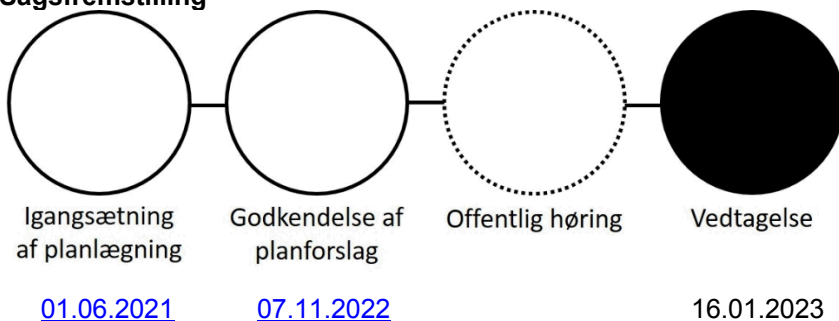 Sagsfremstilling
Igangsætning
af planlægning
Godkendelse af
planforslag
Offentlig høring
Vedtagelse
01.06.2021
07.11.2022
16.01.2023